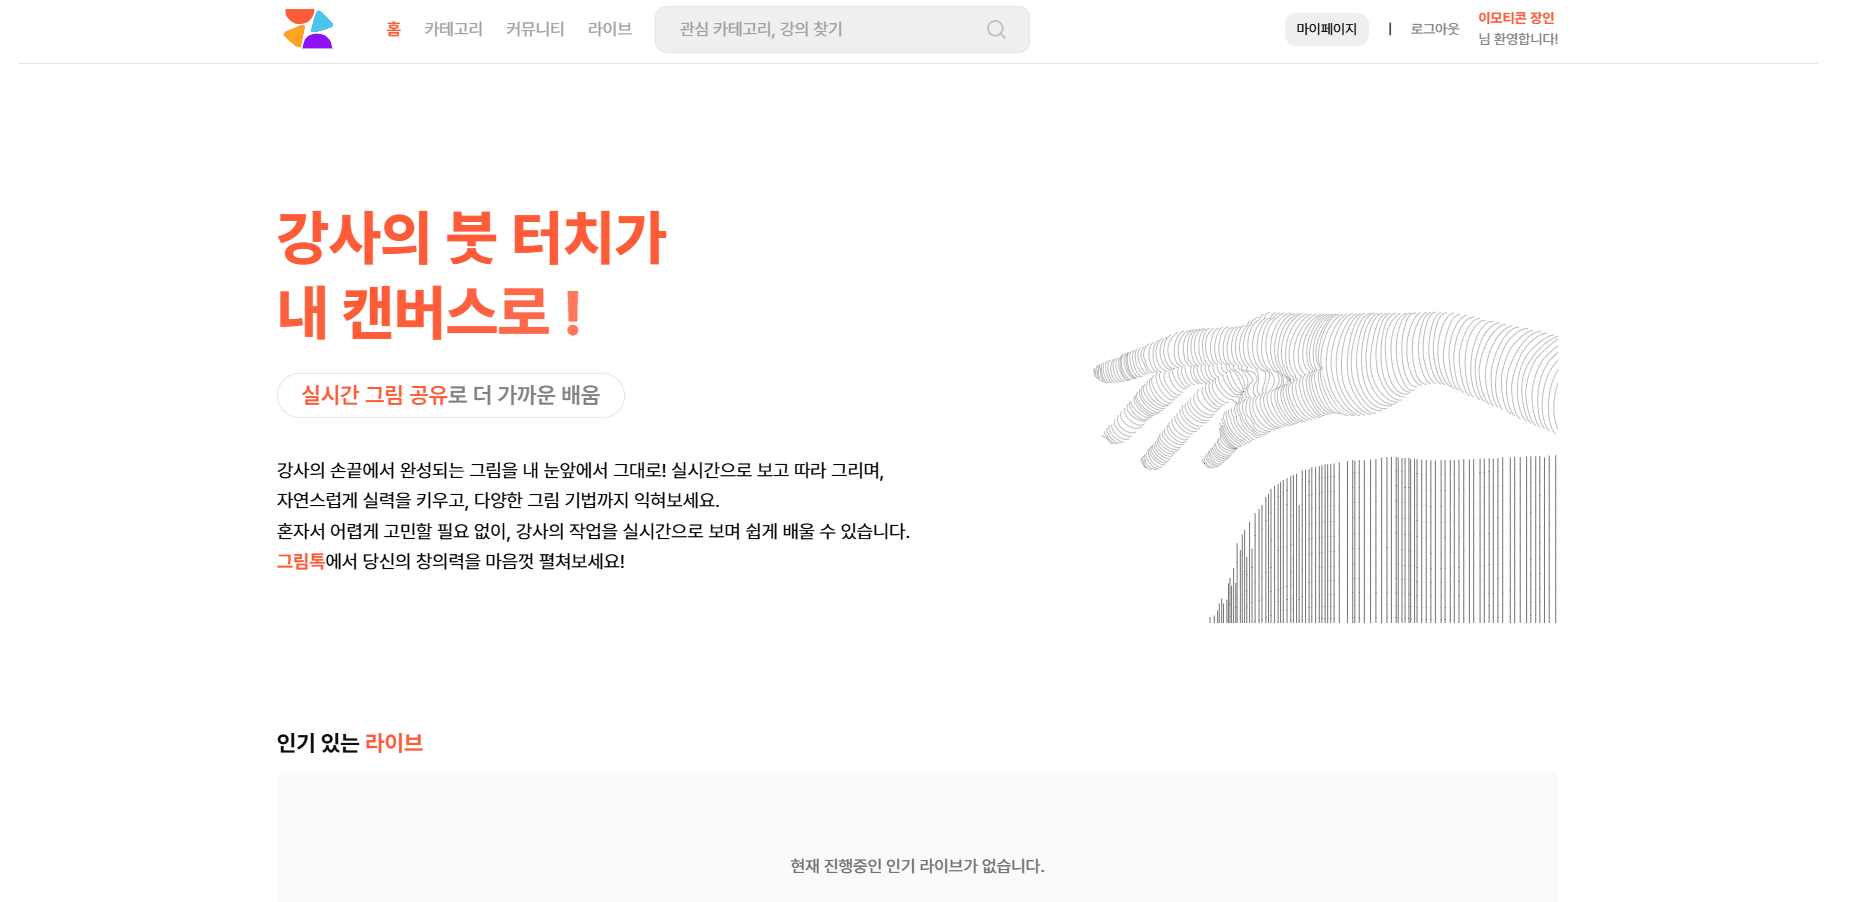 홈 카테고리 커뮤니티 라이브 관심 카테고리, 강의 찾기 마이페이지 | 로그아웃 이모티콘 장인
님 환영합니다!
강사의 붓 터치가
내 캔버스로 !
실시간 그림 공유로 더 가까운 배움
강사의 손끝에서 완성되는 그림을 내 눈앞에서 그대로! 실시간으로 보고 따라 그리며,
자연스럽게 실력을 키우고, 다양한 그림 기법까지 익혀보세요.
혼자서 어렵게 고민할 필요 없이, 강사의 작업을 실시간으로 보며 쉽게 배울 수 있습니다.
그림톡에서 당신의 창의력을 마음껏 펼쳐보세요!
인기 있는 라이브
현재 진행중인 인기 라이브가 없습니다.